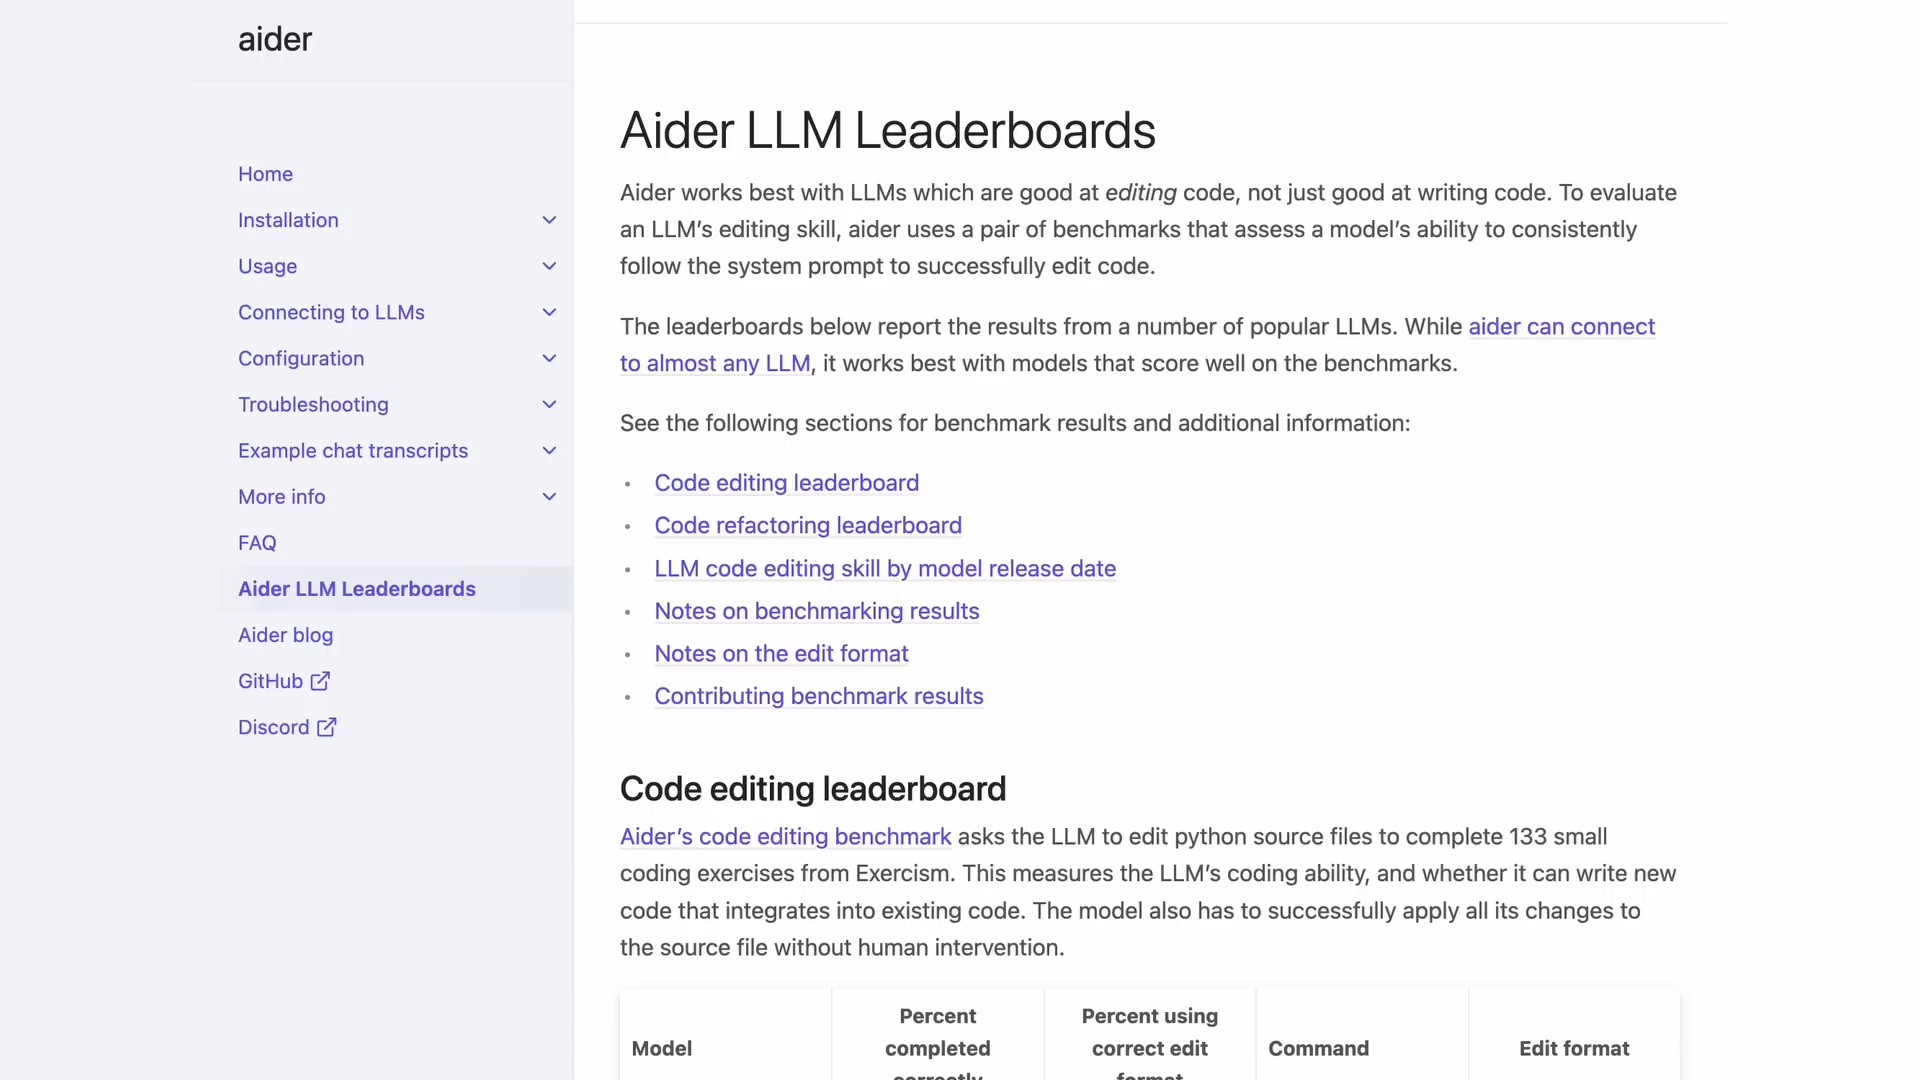 aider
Home
Installation
Usage
Connecting to LLMs
Configuration
Troubleshooting
Example chat transcripts
More info
FAQ
Aider LLM Leaderboards
Aider blog
GitHub
Discord
Aider LLM Leaderboards
Aider works best with LLMs which are good at editing code, not just good at writing code. To evaluate
an LLM’s editing skill, aider uses a pair of benchmarks that assess a model’s ability to consistently
follow the system prompt to successfully edit code.
The leaderboards below report the results from a number of popular LLMs. While aider can connect
to almost any LLM, it works best with models that score well on the benchmarks.
See the following sections for benchmark results and additional information:
• Code editing leaderboard
• Code refactoring leaderboard
• LLM code editing skill by model release date
• Notes on benchmarking results
• Notes on the edit format
• Contributing benchmark results
Code editing leaderboard
Aider’s code editing benchmark asks the LLM to edit python source files to complete 133 small
coding exercises from Exercism. This measures the LLM’s coding ability, and whether it can write new
code that integrates into existing code. The model also has to successfully apply all its changes to
the source file without human intervention.
Model
Percent
completed
correctly
Percent using
correct edit
format
Command
Edit format